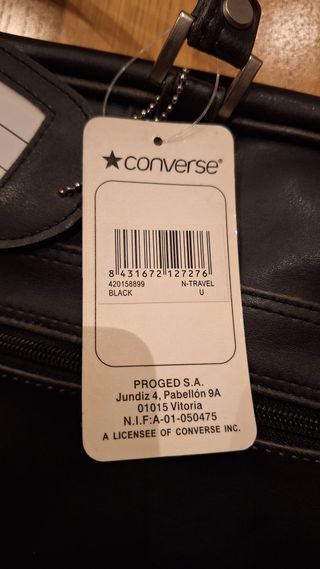 converse®
8 431672 127276
420158899 N-TRAVEL
BLACK U
PROGED S.A.
Jundiz 4, Pabellón 9A
01015 Vitoria
N.I.F:A-01-050475
A LICENSEE OF CONVERSE INC.